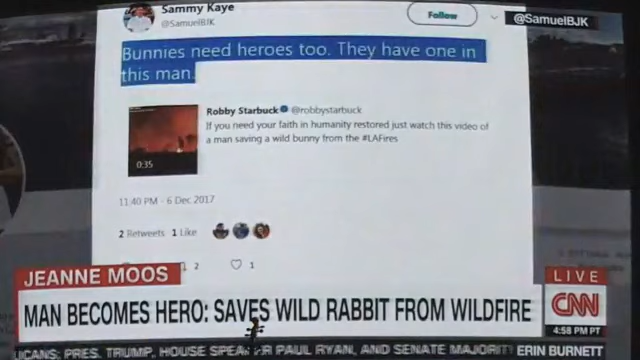 Sammy Kaye
@SamuelBJK
Follow
@SamuelBJK
Bunnies need heroes too. They have one in
this man.
Robby Starbuck @robbystarbuck
If you need your faith in humanity restored just watch this video of
a man saving a wild bunny from the #LAFires
0:35
11:40 PM - 6 Dec 2017
2 Retweets 1 Like
2 1
JEANNE MOOS
LIVE
MAN BECOMES HERO: SAVES WILD RABBIT FROM WILDFIRE
CNN
4:58 PM PT
UCANS: PRES. TRUMP, HOUSE PAUL RYAN, AND SENATE MAJORIT
ERIN BURNETT